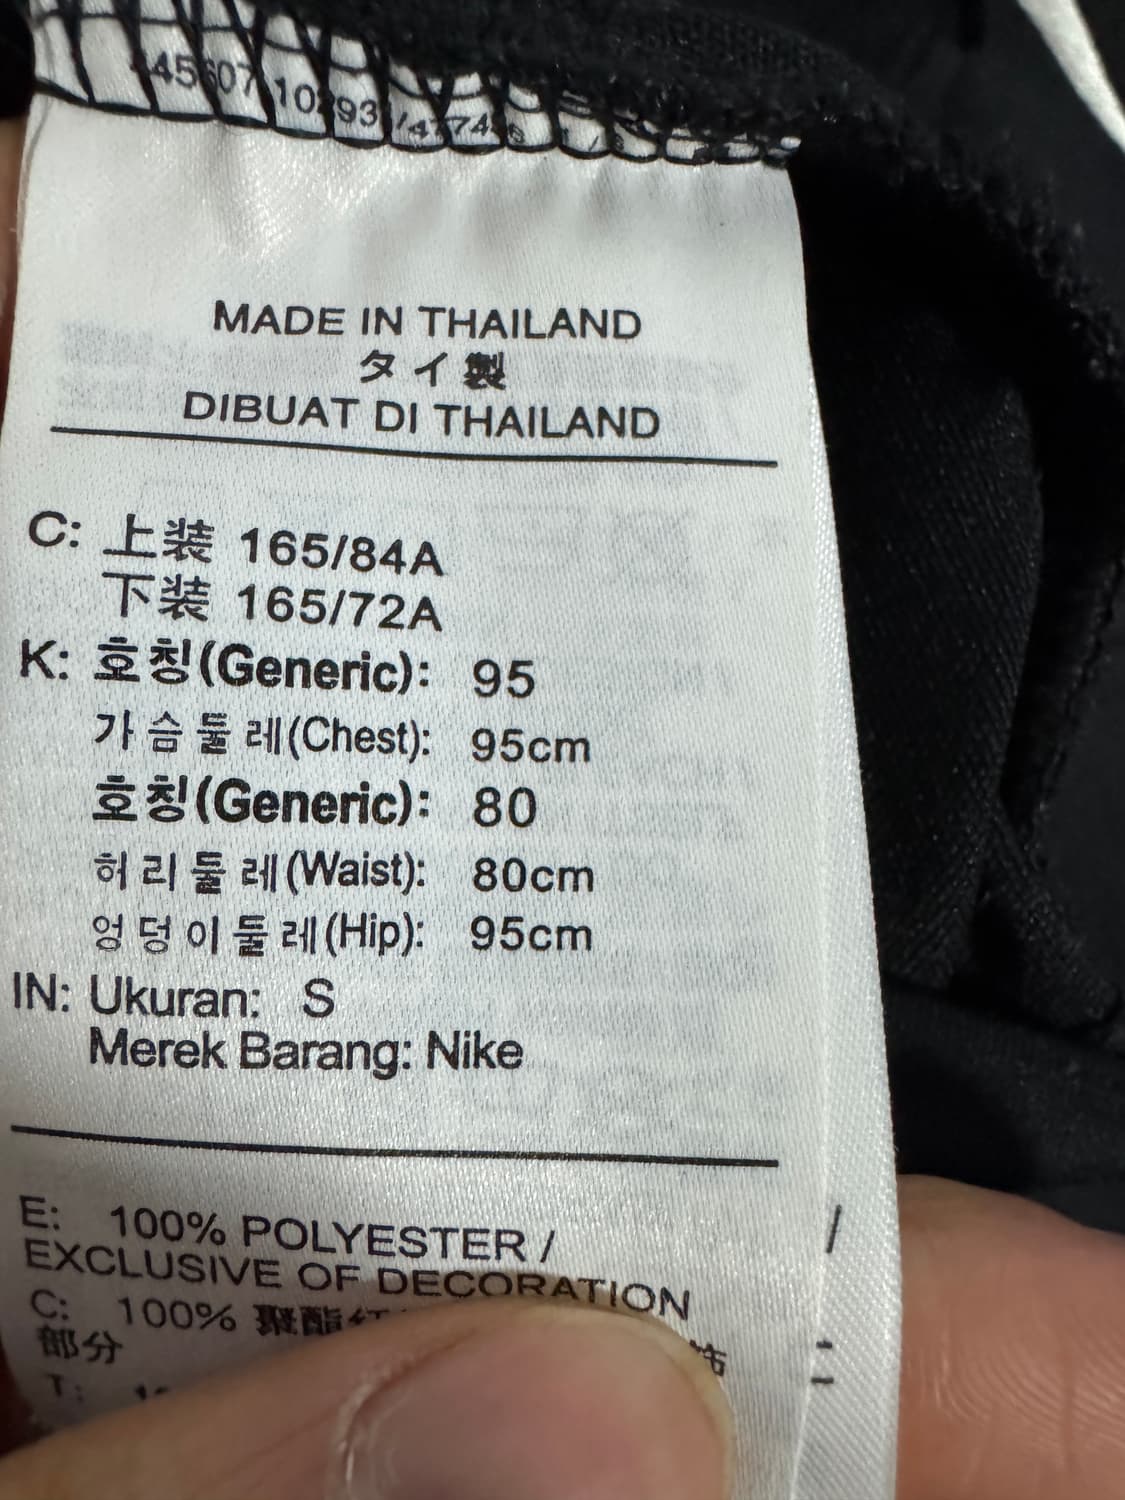 MADE IN THAILAND
タイ製
DIBUAT DI THAILAND
C: 上装 165/84A
下装 165/72A
K: 호칭(Generic): 95
가슴둘레(Chest): 95cm
호칭(Generic): 80
허리둘레(Waist): 80cm
엉덩이둘레(Hip): 95cm
IN: Ukuran: S
Merek Barang: Nike
E: 100% POLYESTER /
EXCLUSIVE OF DECORATION
C: 100% 聚酯
部分
T: